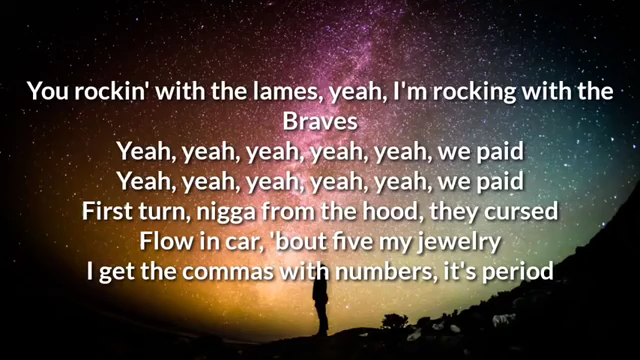 You rockin' with the lames, yeah, I'm rocking with the
Braves
Yeah, yeah, yeah, yeah, yeah, we paid
Yeah, yeah, yeah, yeah, yeah, we paid
First turn, nigga from the hood, they cursed
Flow in car, 'bout five my jewelry
I get the commas with numbers, it's period